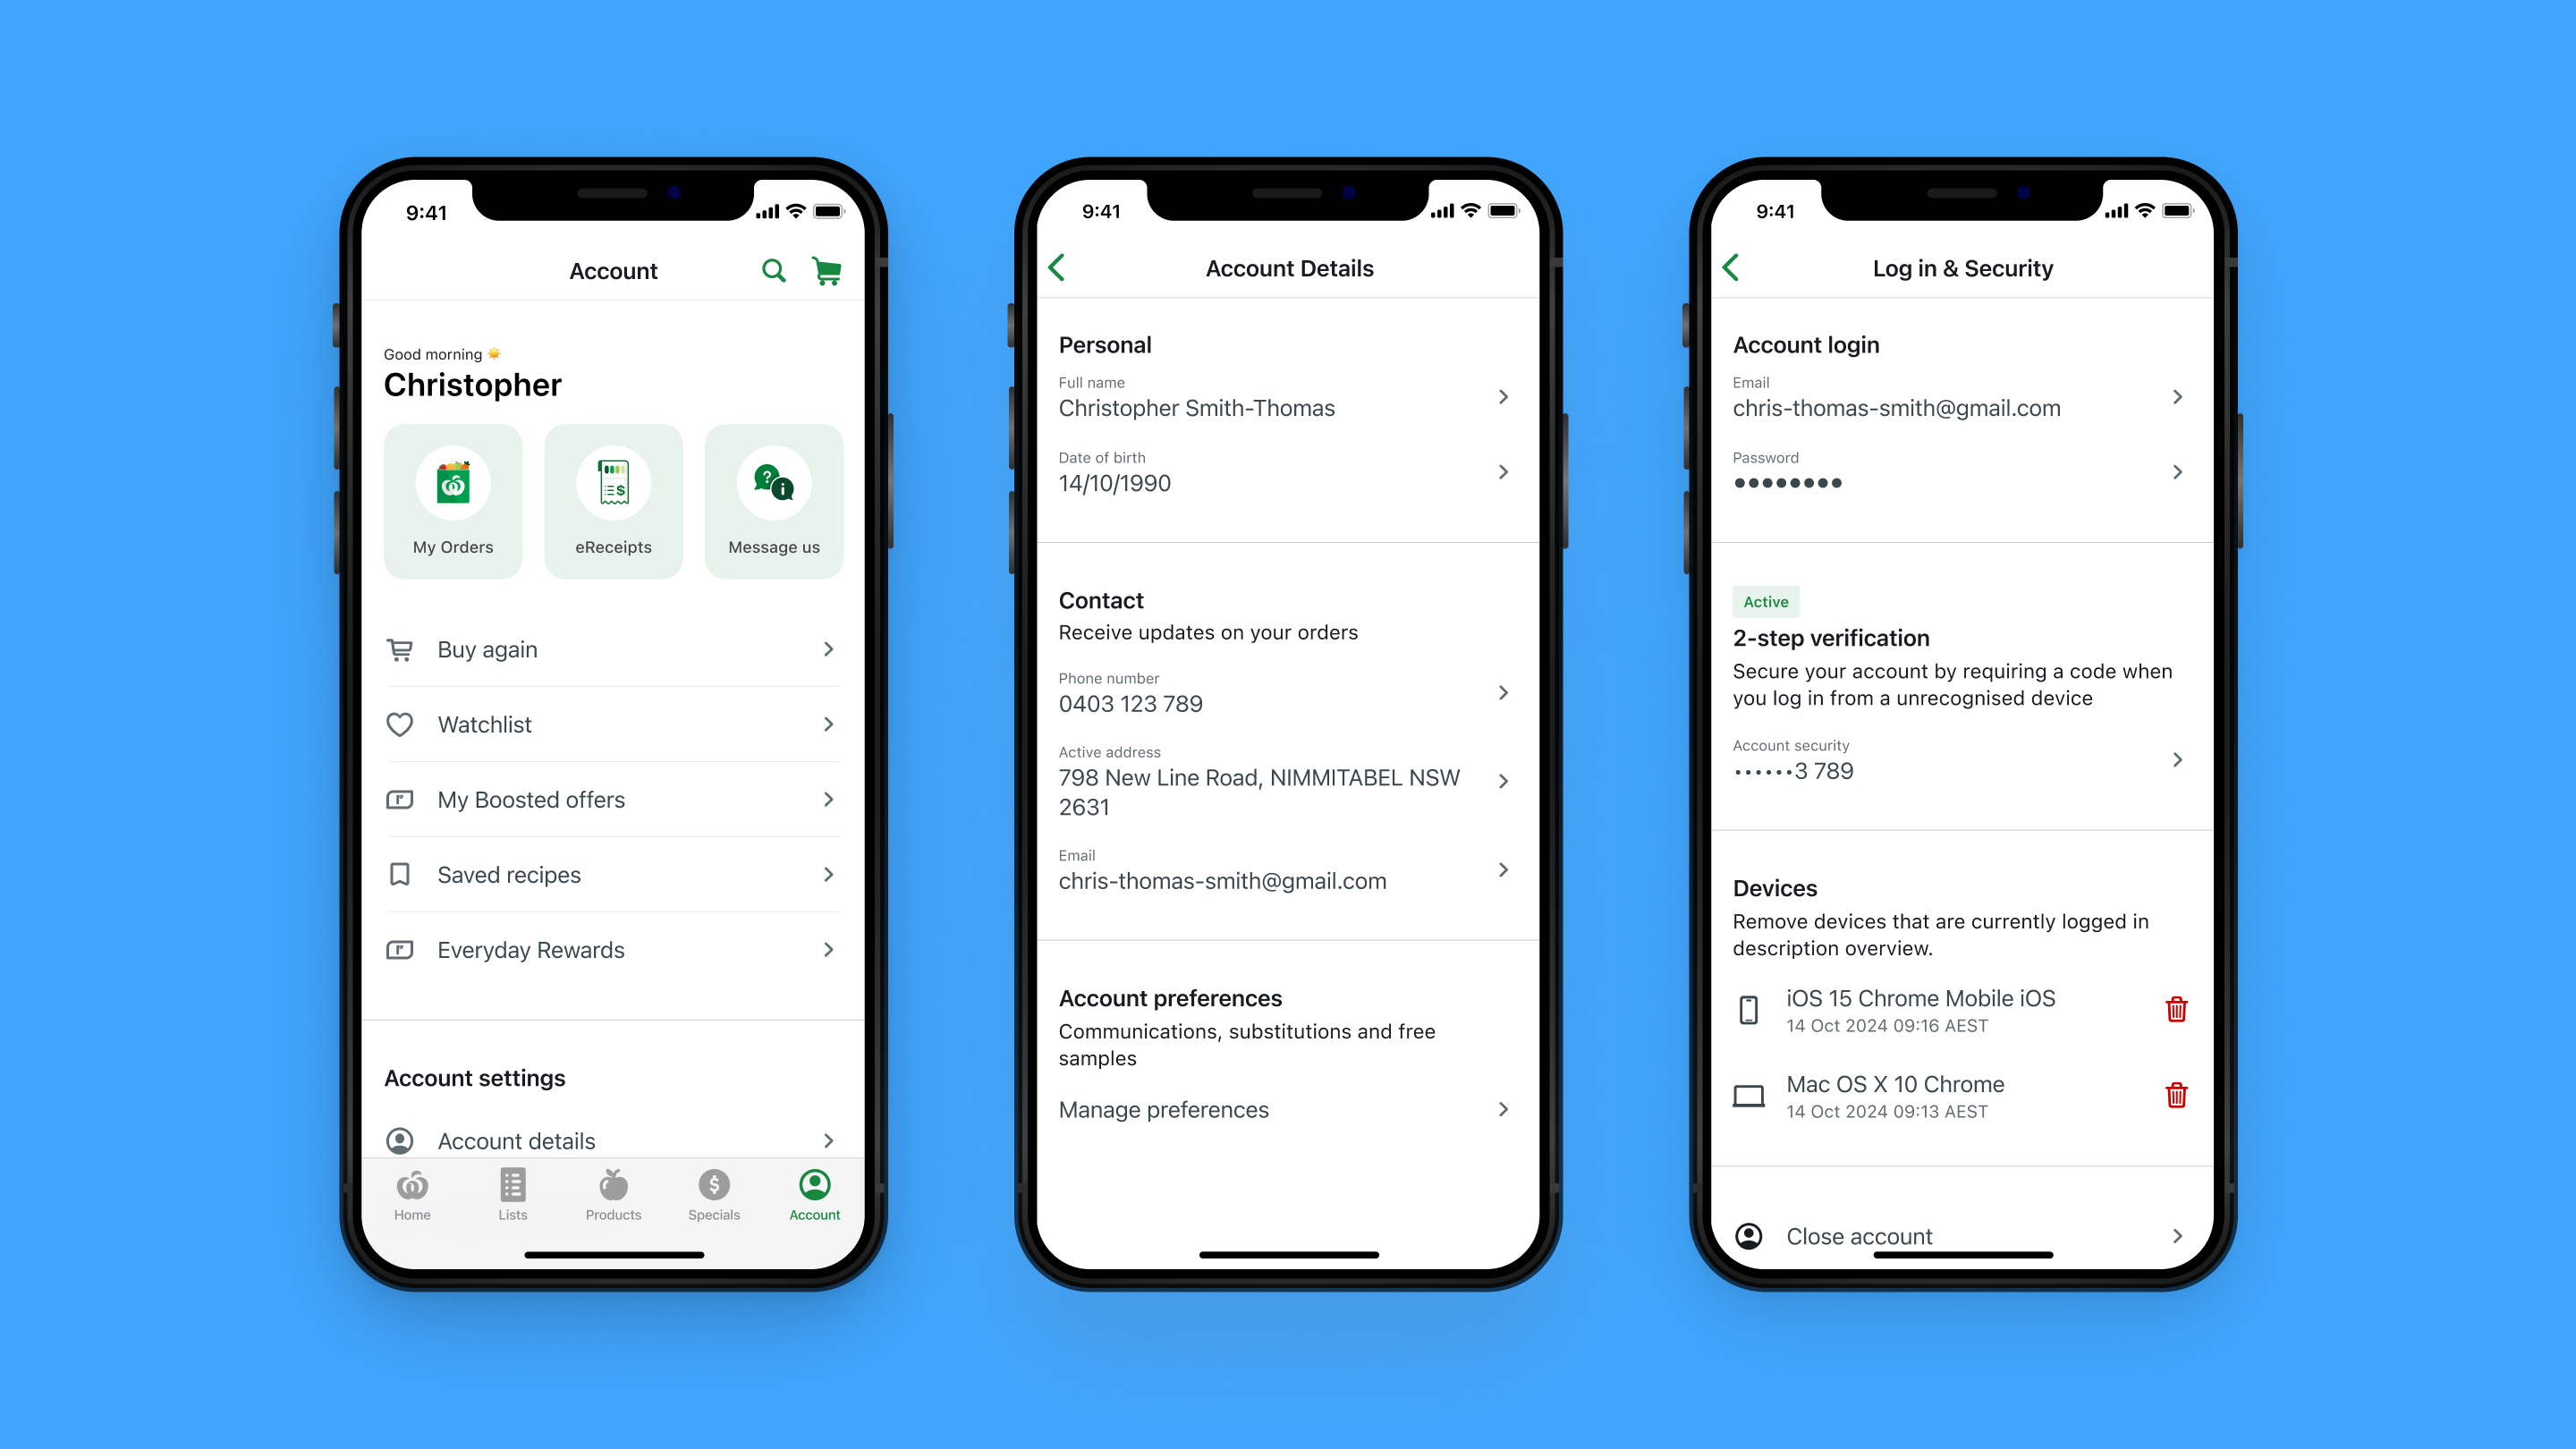 9:41
Account
Good morning
Christopher
My Orders
eReceipts
Message us
Buy again
Watchlist
My Boosted offers
Saved recipes
Everyday Rewards
Account settings
Account details
Home
Lists
Products
Specials
Account
9:41
Account Details
Personal
Full name
Christopher Smith-Thomas
Date of birth
14/10/1990
Contact
Receive updates on your orders
Phone number
0403 123 789
Active address
798 New Line Road, NIMMITABEL NSW
2631
Email
chris-thomas-smith@gmail.com
Account preferences
Communications, substitutions and free
samples
Manage preferences
9:41
Log in & Security
Account login
Email
chris-thomas-smith@gmail.com
Password
●●●●●●●●
Active
2-step verification
Secure your account by requiring a code when
you log in from a unrecognised device
Account security
••••••3 789
Devices
Remove devices that are currently logged in
description overview.
iOS 15 Chrome Mobile iOS
14 Oct 2024 09:16 AEST
Mac OS X 10 Chrome
14 Oct 2024 09:13 AEST
Close account